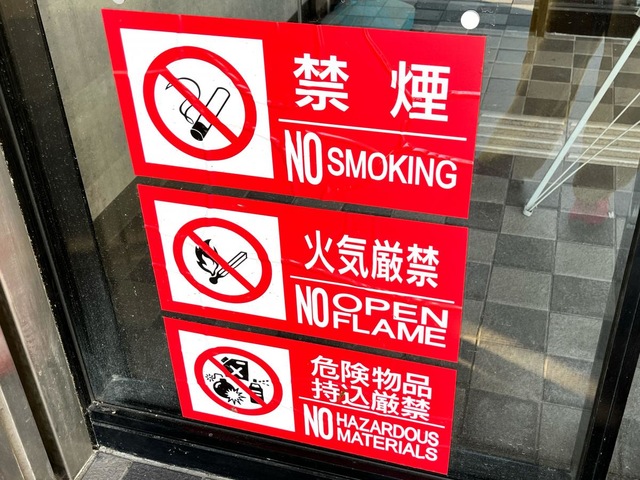 禁煙
NO SMOKING
火気厳禁
NO OPEN
FLAME
危険物品
持込厳禁
NO HAZARDOUS
MATERIALS